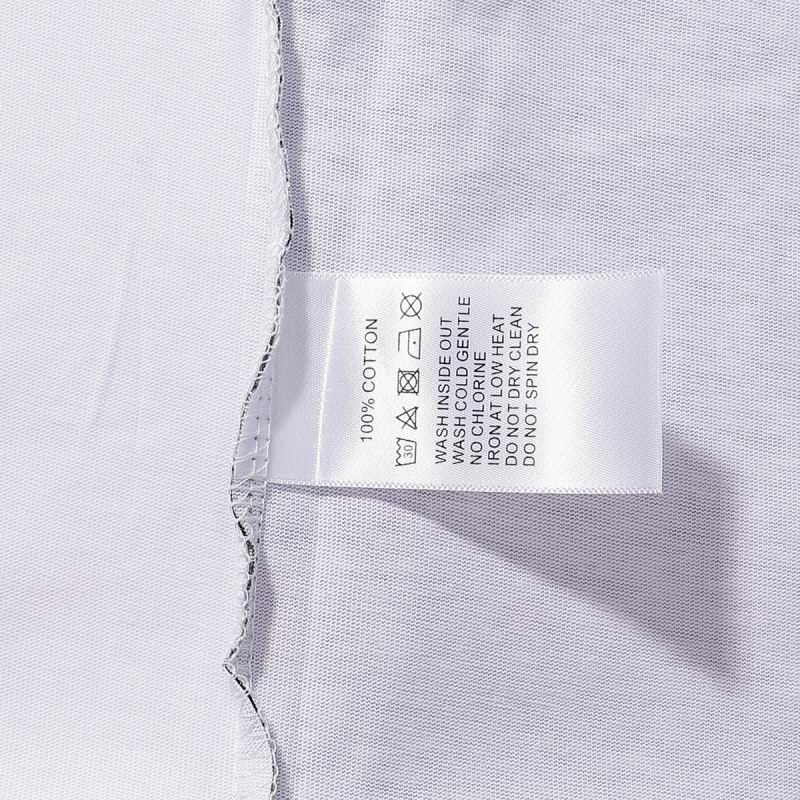 100% COTTON
30
WASH INSIDE OUT
WASH COLD GENTLE
NO CHLORINE
IRON AT LOW HEAT
DO NOT DRY CLEAN
DO NOT SPIN DRY